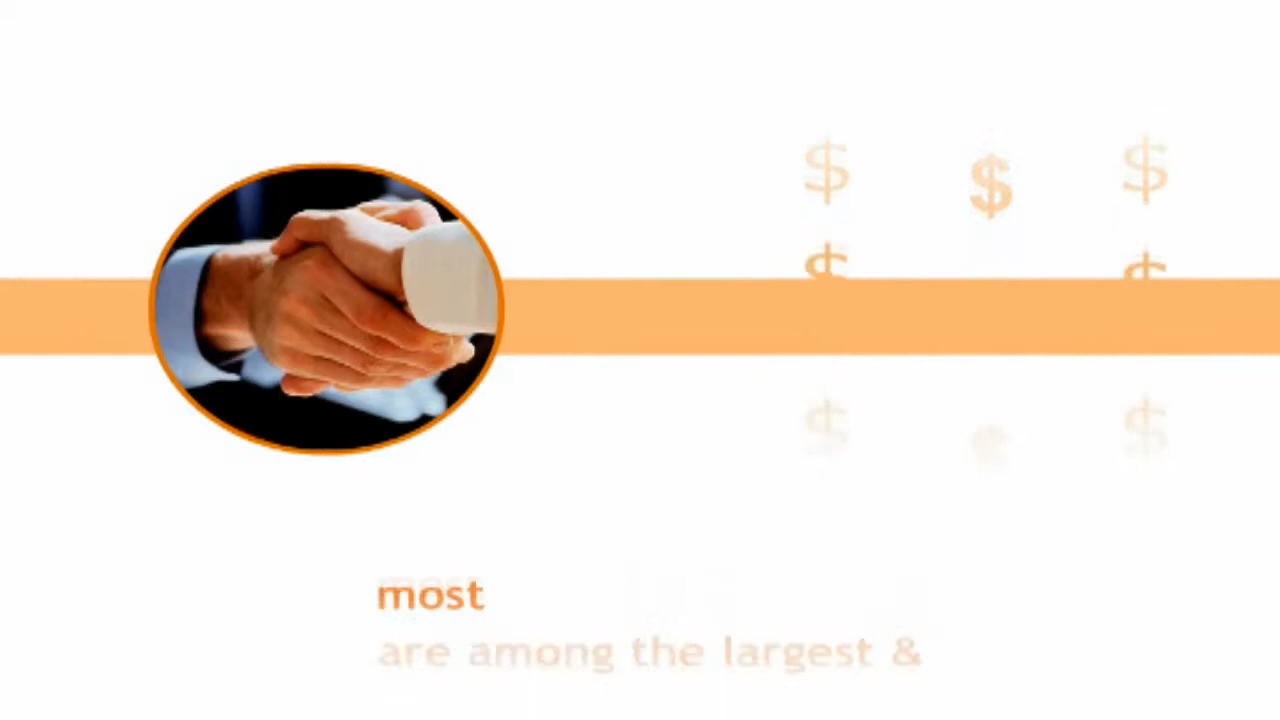 $ $ $
$ $
$ $
most
are among the largest &